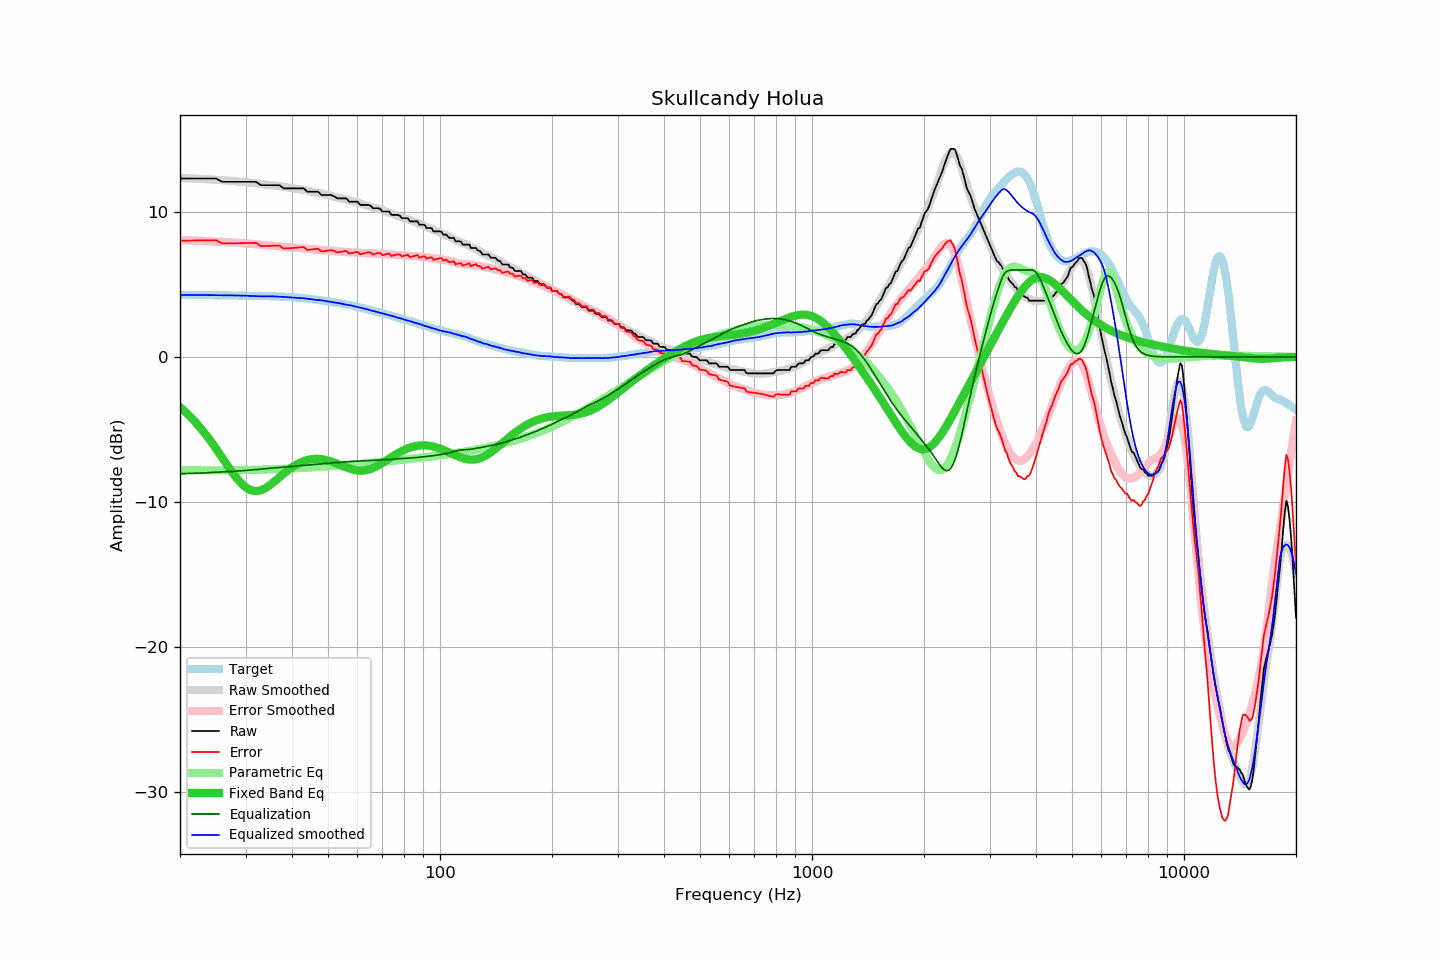 Skullcandy Holua
10
0
−10
−20
−30
Amplitude (dBr)
Target
Raw Smoothed
Error Smoothed
Raw
Error
Parametric Eq
Fixed Band Eq
Equalization
Equalized smoothed
100
1000
10000
Frequency (Hz)